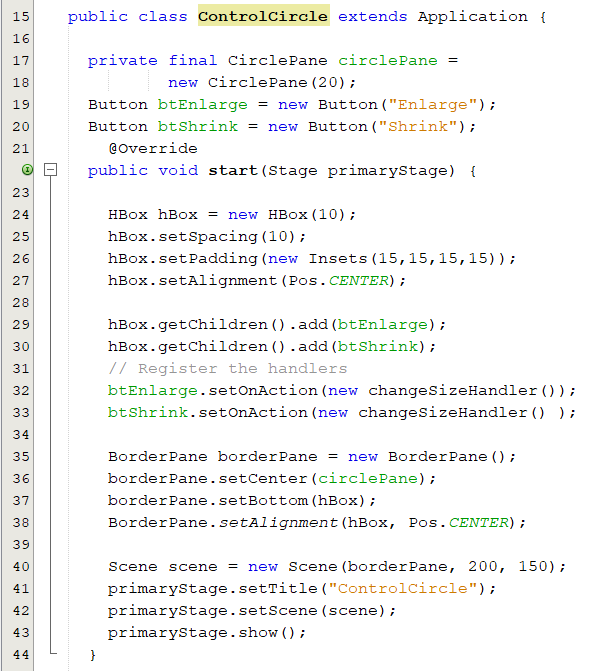 15 public class ControlCircle extends Application {
16
17 private final CirclePane circlePane =
18 new CirclePane(20);
19 Button btEnlarge = new Button("Enlarge");
20 Button btShrink = new Button("Shrink");
21 @Override
public void start(Stage primaryStage) {
23
24 HBox hBox = new HBox(10);
25 hBox.setSpacing(10);
26 hBox.setPadding(new Insets(15,15,15,15));
27 hBox.setAlignment(Pos.CENTER);
28
29 hBox.getChildren().add(btEnlarge);
30 hBox.getChildren().add(btShrink);
31 // Register the handlers
32 btEnlarge.setOnAction(new changeSizeHandler());
33 btShrink.setOnAction(new changeSizeHandler() );
34
35 BorderPane borderPane = new BorderPane();
36 borderPane.setCenter(circlePane);
37 borderPane.setBottom(hBox);
38 BorderPane.setAlignment(hBox, Pos.CENTER);
39
40 Scene scene = new Scene(borderPane, 200, 150);
41 primaryStage.setTitle("ControlCircle");
42 primaryStage.setScene(scene);
43 primaryStage.show();
44 }